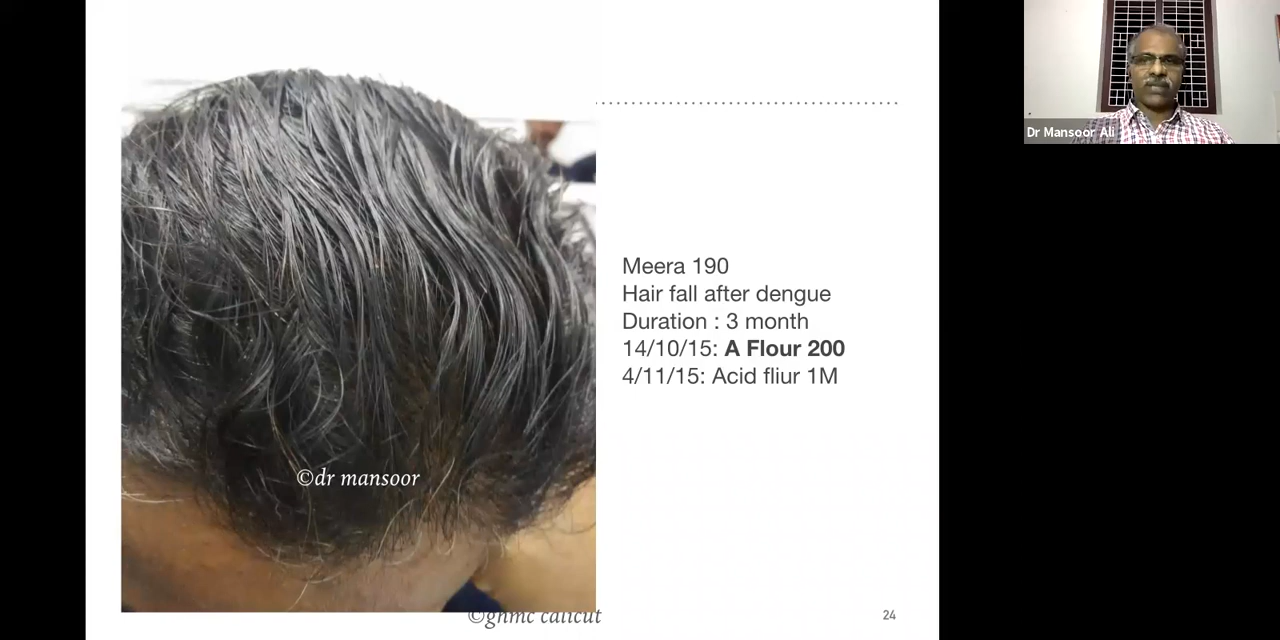 Dr Mansoor Ali
Meera 190
Hair fall after dengue
Duration : 3 month
14/10/15: A Flour 200
4/11/15: Acid fliur 1M
©dr mansoor
©ghmc calicut
24